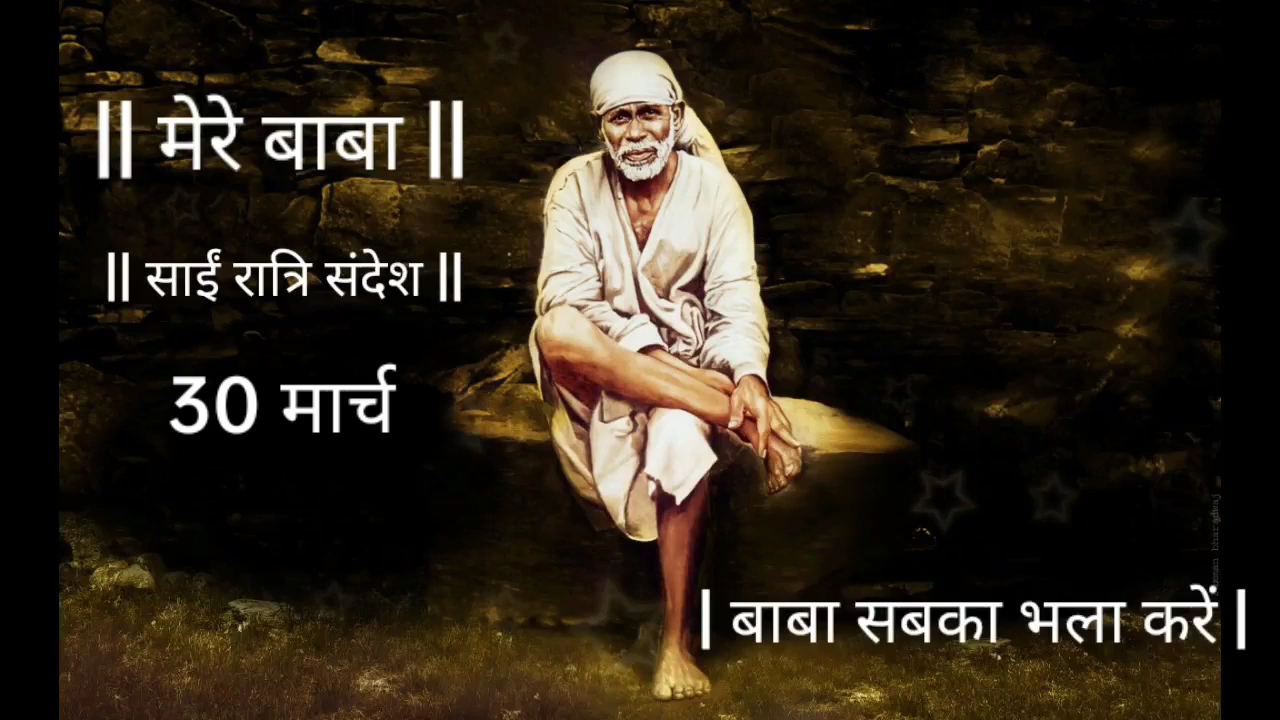 || मेरे बाबा ||
|| साईं रात्रि संदेश ||
30 मार्च
| बाबा सबका भला करें |